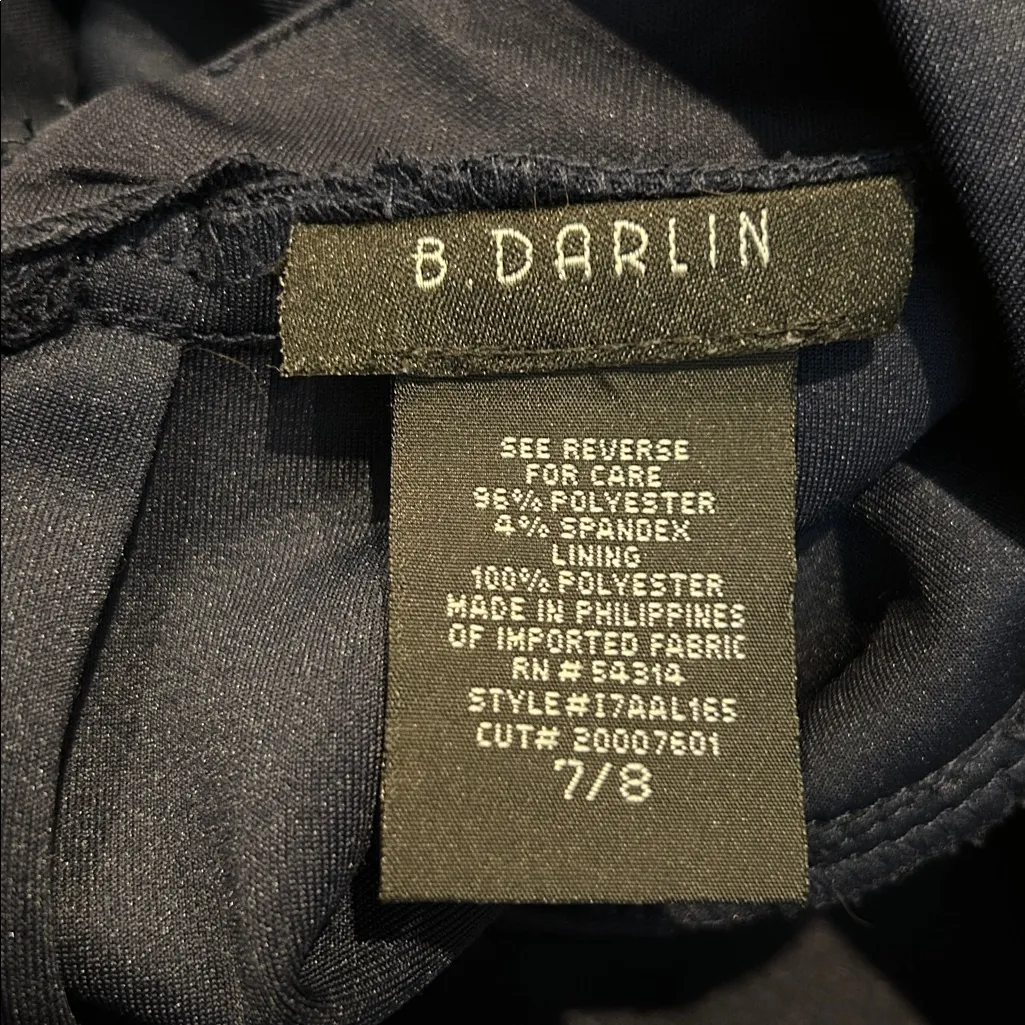 B. DARLIN
SEE REVERSE
FOR CARE
96% POLYESTER
4% SPANDEX
LINING
100% POLYESTER
MADE IN PHILIPPINES
OF IMPORTED FABRIC
RN # 54314
STYLE#I7AAL165
CUT# 20007601
7/8